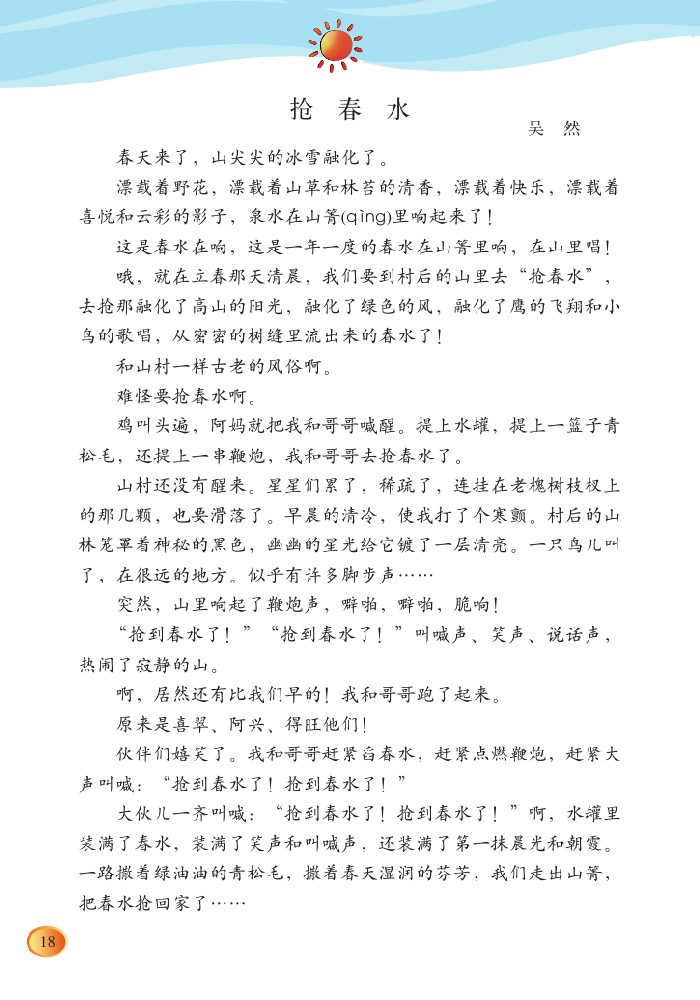 抢 春 水
吴 然
春天来了，山尖尖的冰雪融化了。
漂载着野花，漂载着山草和林苔的清香，漂载着快乐，漂载着
喜悦和云彩的影子，泉水在山箐(qìng)里响起来了！
这是春水在响，这是一年一度的春水在山箐里响，在山里唱！
哦，就在立春那天清晨，我们要到村后的山里去“抢春水”，
去抢那融化了高山的阳光，融化了绿色的风，融化了鹰的飞翔和小
鸟的歌唱，从密密的树缝里流出来的春水了！
和山村一样古老的风俗啊。
难怪要抢春水啊。
鸡叫头遍，阿妈就把我和哥哥喊醒。提上水罐，提上一篮子青
松毛，还提上一串鞭炮，我和哥哥去抢春水了。
山村还没有醒来。星星们累了，稀疏了，连挂在老槐树枝杈上
的那几颗，也要滑落了。早晨的清冷，使我打了个寒颤。村后的山
林笼罩着神秘的黑色，幽幽的星光给它镀了一层清亮。一只鸟儿叫
了，在很远的地方。似乎有许多脚步声……
突然，山里响起了鞭炮声，噼啪，噼啪，脆响！
“抢到春水了！”“抢到春水了！”叫喊声、笑声、说话声，
热闹了寂静的山。
啊，居然还有比我们早的！我和哥哥跑了起来。
原来是喜翠、阿兴、得旺他们！
伙伴们嬉笑了。我和哥哥赶紧舀春水，赶紧点燃鞭炮，赶紧大
声叫喊：“抢到春水了！抢到春水了！”
大伙儿一齐叫喊：“抢到春水了！抢到春水了！”啊，水罐里
装满了春水，装满了笑声和叫喊声，还装满了第一抹晨光和朝霞。
一路撒着绿油油的青松毛，撒着春天湿润的芬芳，我们走出山箐，
把春水抢回家了……
18